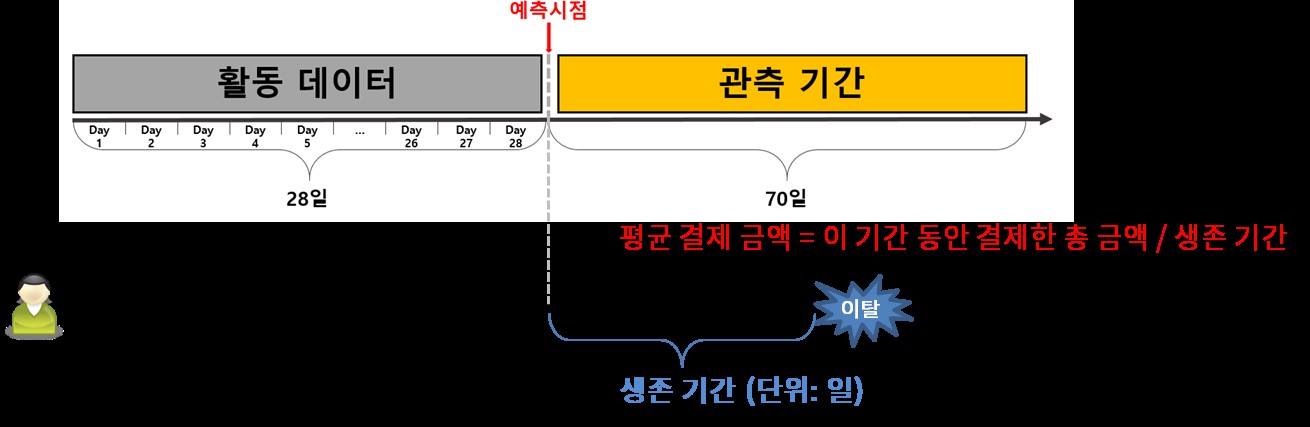 예측시점
활동 데이터
관측 기간
Day 1
Day 2
Day 3
Day 4
Day 5
...
Day 26
Day 27
Day 28
28일
70일
평균 결제 금액 = 이 기간 동안 결제한 총 금액 / 생존 기간
이탈
생존 기간 (단위: 일)